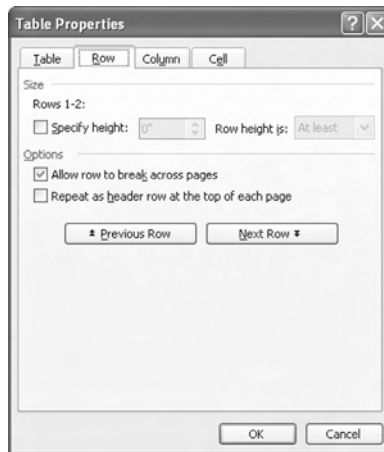 Table Properties
Table Row Column Cell
Size
Rows 1-2:
Specify height: 0" Row height is: At least
Options
Allow row to break across pages
Repeat as header row at the top of each page
Previous Row Next Row
OK Cancel